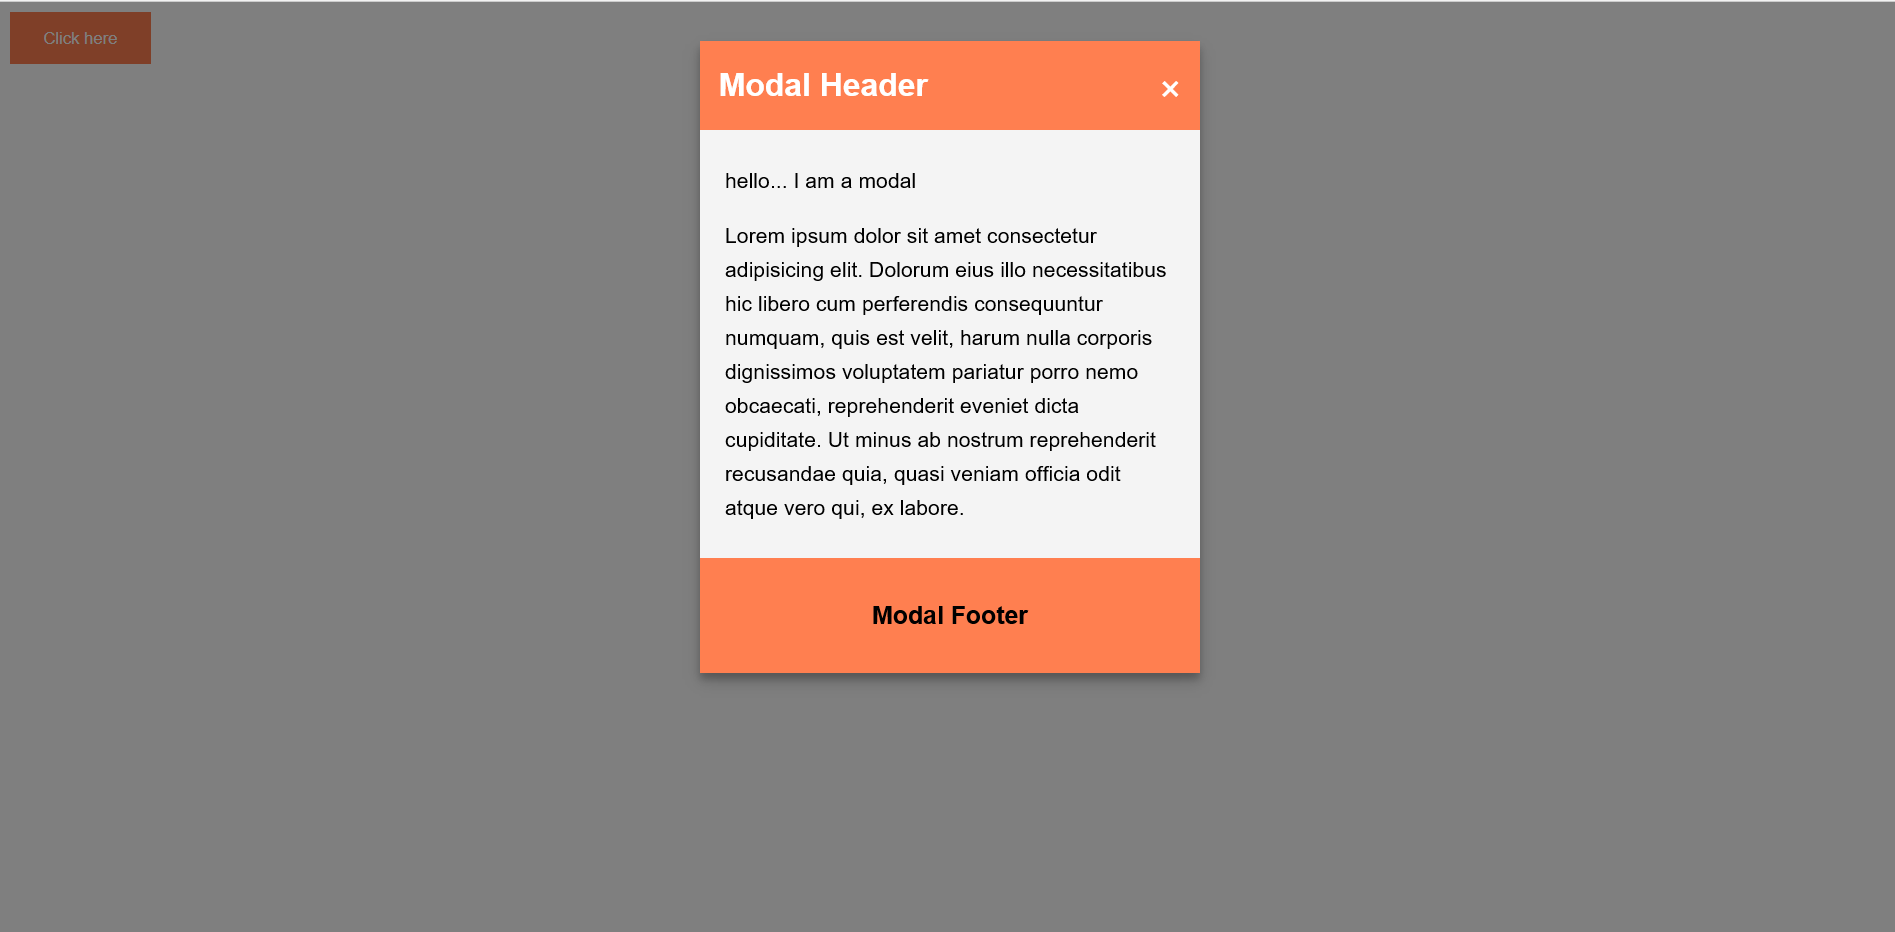 Click here
Modal Header ×
hello... I am a modal
Lorem ipsum dolor sit amet consectetur
adipisicing elit. Dolorum eius illo necessitatibus
hic libero cum perferendis consequuntur
numquam, quis est velit, harum nulla corporis
dignissimos voluptatem pariatur porro nemo
obcaecati, reprehenderit eveniet dicta
cupiditate. Ut minus ab nostrum reprehenderit
recusandae quia, quasi veniam officia odit
atque vero qui, ex labore.
Modal Footer